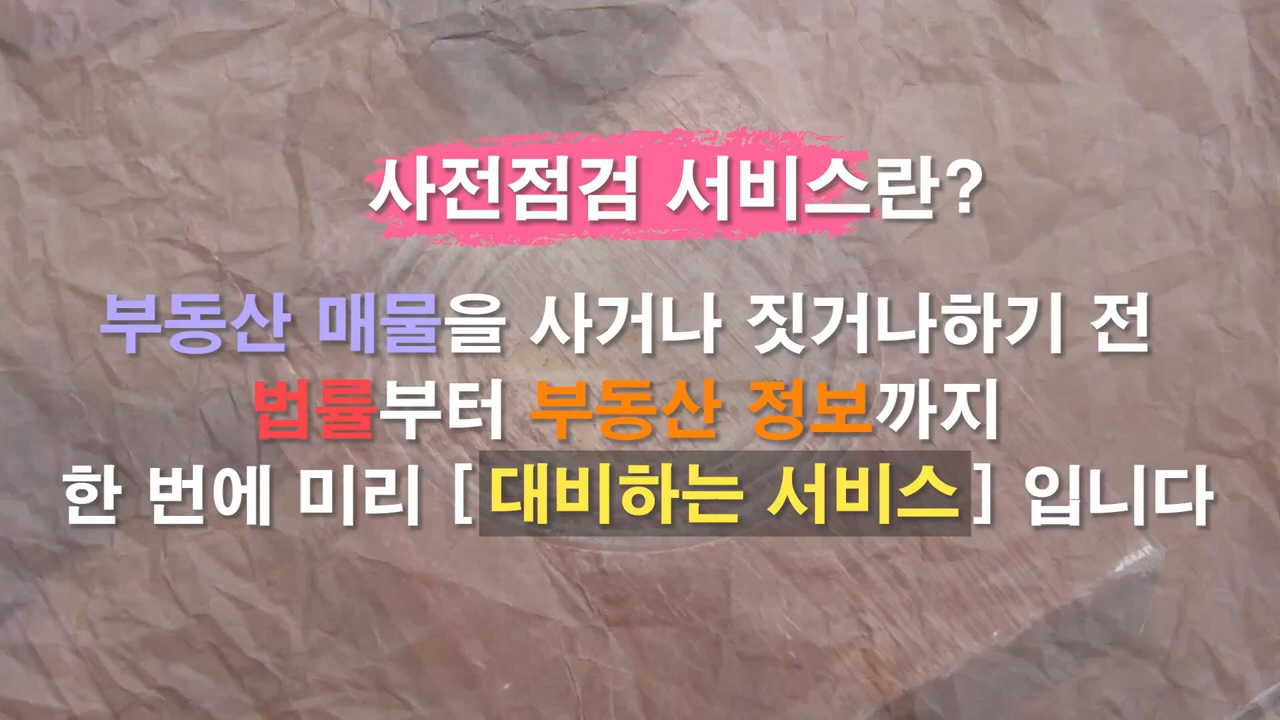 사전점검 서비스란?
부동산 매물을 사거나 짓거나하기 전
법률부터 부동산 정보까지
한 번에 미리 [대비하는 서비스] 입니다